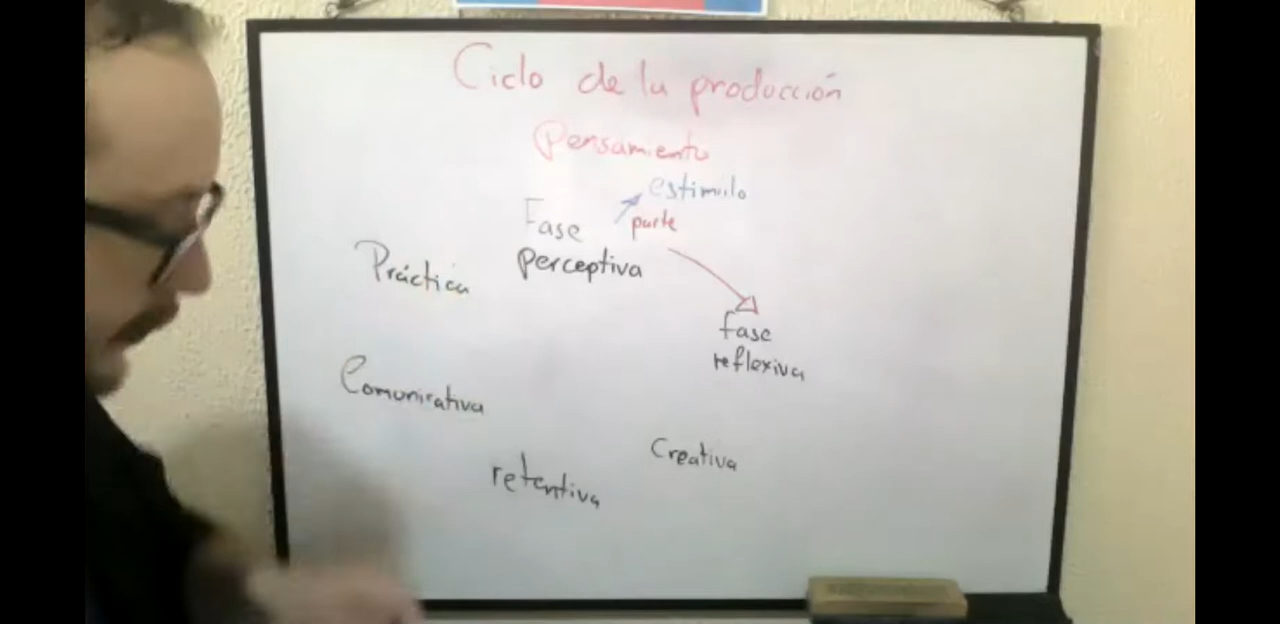 Ciclo de la producción
Pensamiento
estimulo
parte
Fase
perceptiva
Práctica
fase
reflexiva
Comunicativa
Creativa
retentiva